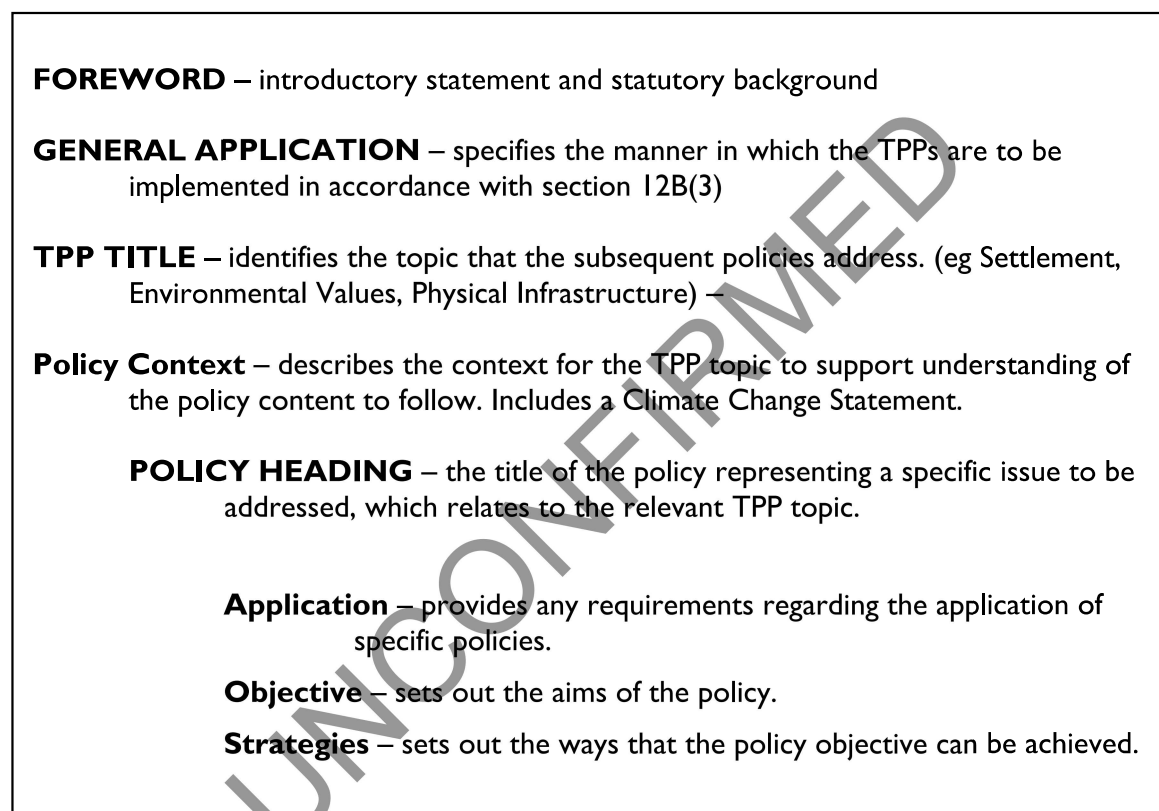 FOREWORD – introductory statement and statutory background
GENERAL APPLICATION – specifies the manner in which the TPPs are to be
implemented in accordance with section 12B(3)
TPP TITLE – identifies the topic that the subsequent policies address. (eg Settlement,
Environmental Values, Physical Infrastructure) –
Policy Context – describes the context for the TPP topic to support understanding of
the policy content to follow. Includes a Climate Change Statement.
POLICY HEADING – the title of the policy representing a specific issue to be
addressed, which relates to the relevant TPP topic.
Application – provides any requirements regarding the application of
specific policies.
Objective – sets out the aims of the policy.
Strategies – sets out the ways that the policy objective can be achieved.
UNCONFIRMED